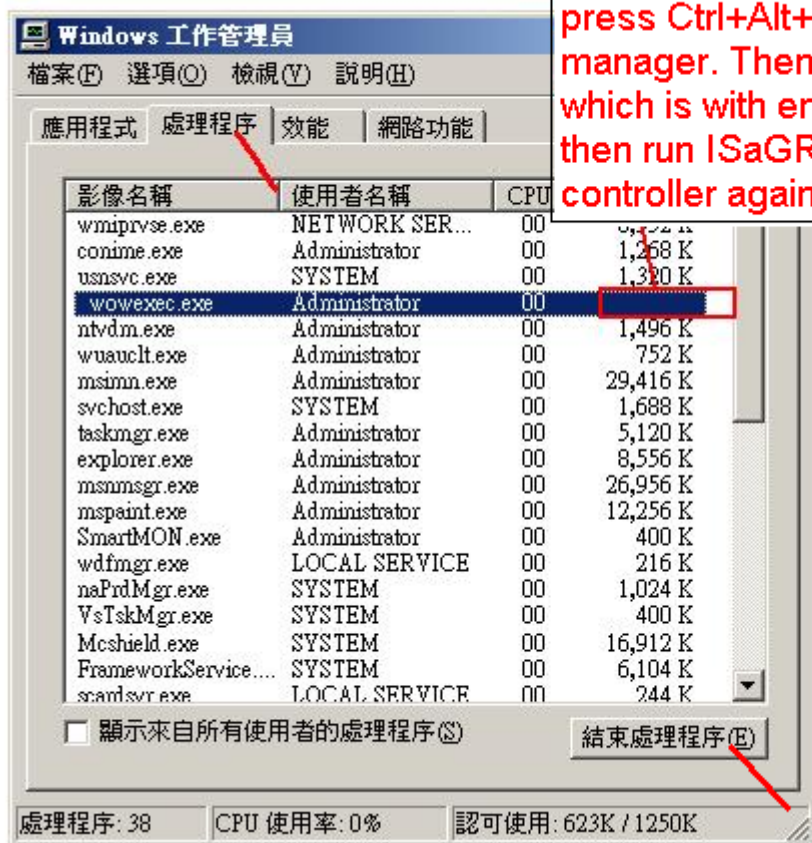 press Ctrl+Alt+
manager. Then
which is with
then run
controller again
Windows 工作管理員
檔案(F) 選項(O) 檢視(V) 說明(H)
應用程式 處理程序 效能 網路功能
影像名稱 使用者名稱 CPU
wmiprvse.exe NETWORK SER... 00
conime.exe Administrator 00 1,268 K
usnsvc.exe SYSTEM 00 1,320 K
wowexec.exe Administrator 00
ntvdm.exe Administrator 00 1,496 K
wuauclt.exe Administrator 00 752 K
msimn.exe Administrator 00 29,416 K
svchost.exe SYSTEM 00 1,688 K
taskmgr.exe Administrator 00 5,120 K
explorer.exe Administrator 00 8,556 K
msnmsgr.exe Administrator 00 26,956 K
mspaint.exe Administrator 00 12,256 K
SmartMON.exe Administrator 00 400 K
wdfmgr.exe LOCAL SERVICE 00 216 K
naPrdMgr.exe SYSTEM 00 1,024 K
VsTskMgr.exe SYSTEM 00 400 K
Mcshield.exe SYSTEM 00 16,912 K
FrameworkService.... SYSTEM 00 6,104 K
scardsvr.exe LOCAL SERVICE 00 244 K
顯示來自所有使用者的處理程序(S)
結束處理程序(E)
處理程序: 38 CPU 使用率: 0% 認可使用: 623K / 1250K